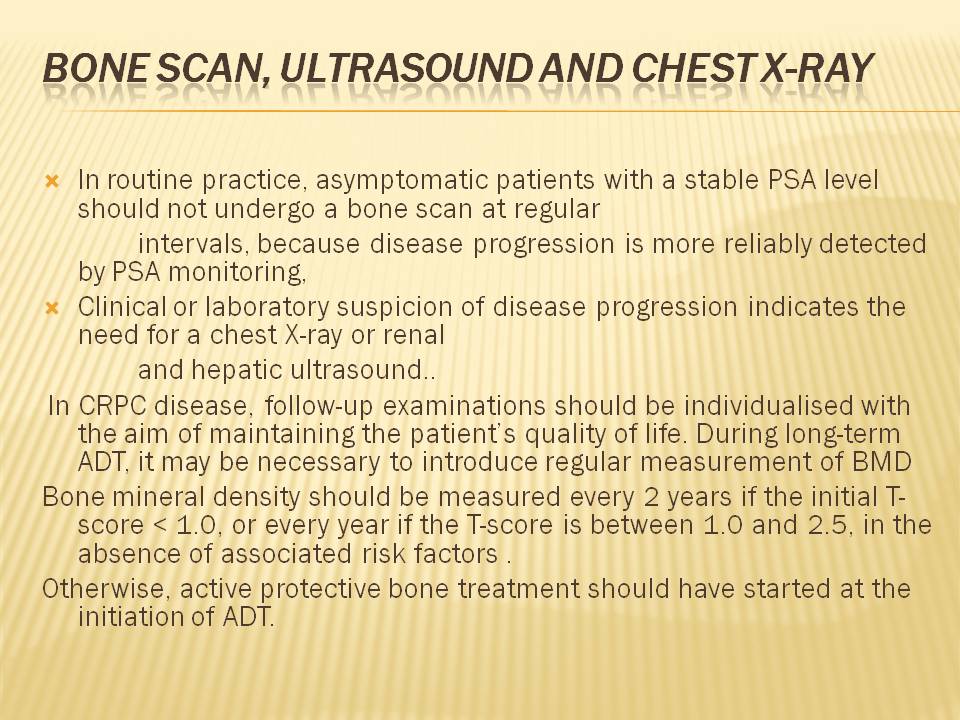 BONE SCAN, ULTRASOUND AND CHEST X-RAY
In routine practice, asymptomatic patients with a stable PSA level
should not undergo a bone scan at regular
intervals, because disease progression is more reliably detected
by PSA monitoring,
Clinical or laboratory suspicion of disease progression indicates the
need for a chest X-ray or renal
and hepatic ultrasound..
In CRPC disease, follow-up examinations should be individualised with
the aim of maintaining the patient's quality of life. During long-term
ADT, it may be necessary to introduce regular measurement of BMD
Bone mineral density should be measured every 2 years if the initial T-
score < 1.0, or every year if the T-score is between 1.0 and 2.5, in the
absence of associated risk factors .
Otherwise, active protective bone treatment should have started at the
initiation of ADT.